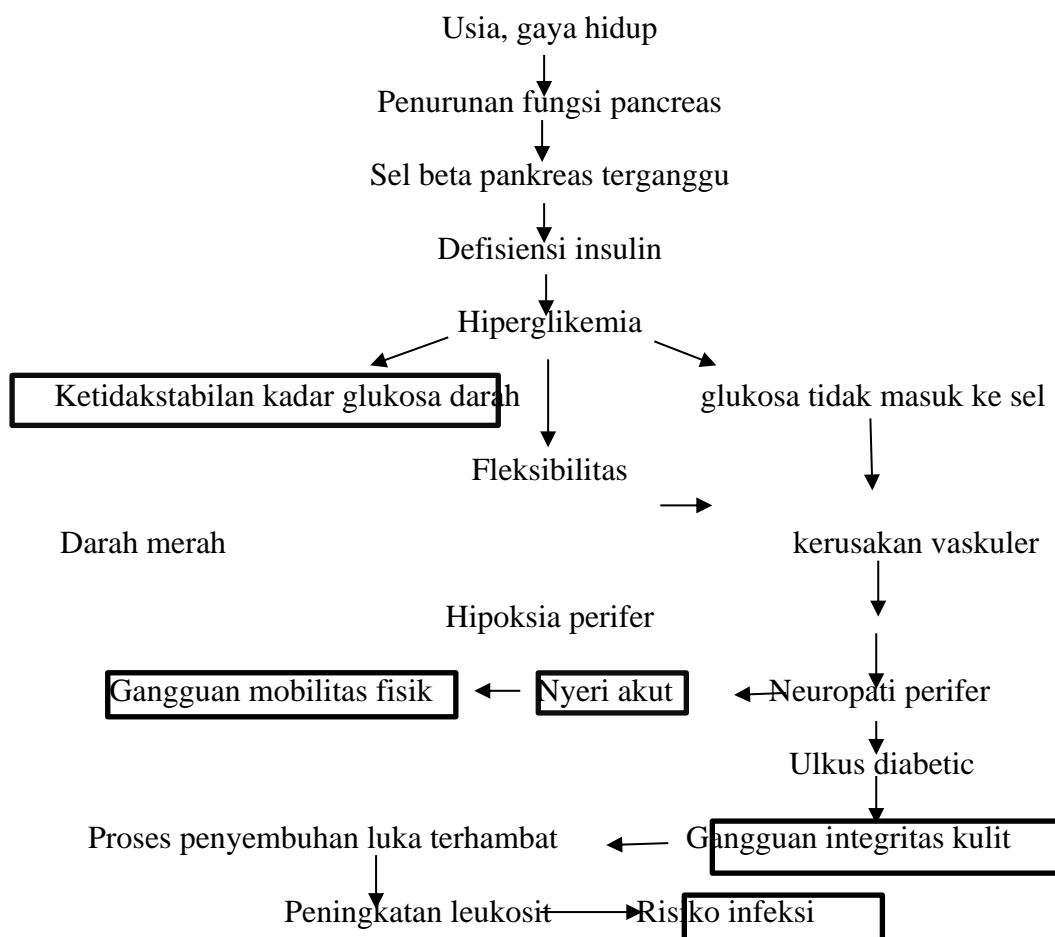 Usia, gaya hidup
Penurunan fungsi pancreas
Sel beta pankreas terganggu
Defisiensi insulin
Hiperglikemia
Ketidakstabilan kadar glukosa darah glukosa tidak masuk ke sel
Fleksibilitas
Darah merah kerusakan vaskuler
Hipoksia perifer
Gangguan mobilitas fisik Nyeri akut Neuropati perifer
Ulkus diabetic
Proses penyembuhan luka terhambat Gangguan integritas kulit
Peningkatan leukosit Risiko infeksi